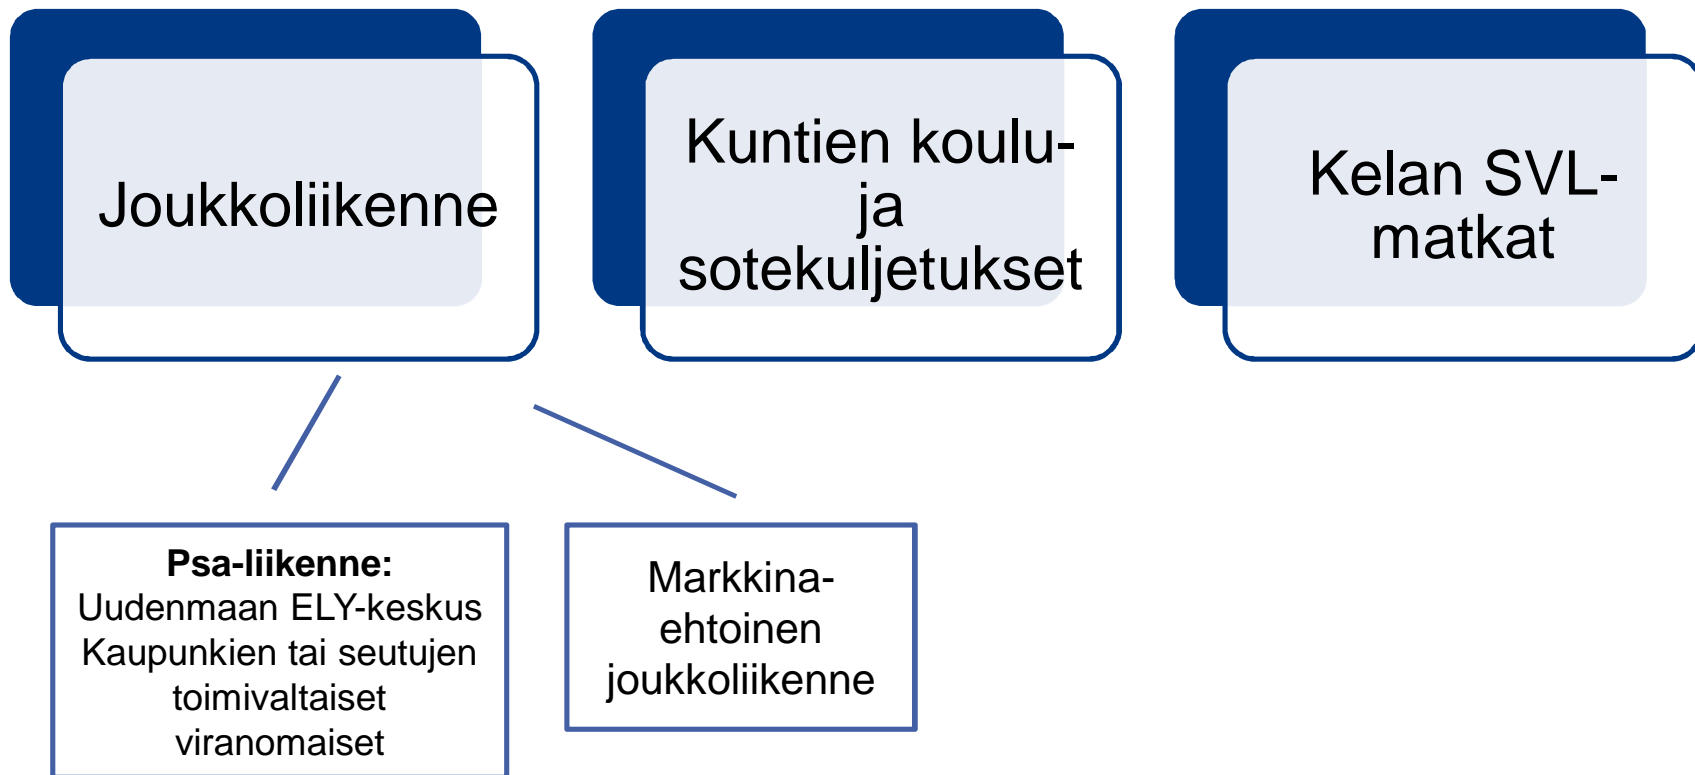 Joukkoliikenne
Kuntien koulu-
ja
sotekuljetukset
Kelan SVL-
matkat
Psa-liikenne:
Uudenmaan ELY-keskus
Kaupunkien tai seutujen
toimivaltaiset
viranomaiset
Markkina-
ehtoinen
joukkoliikenne